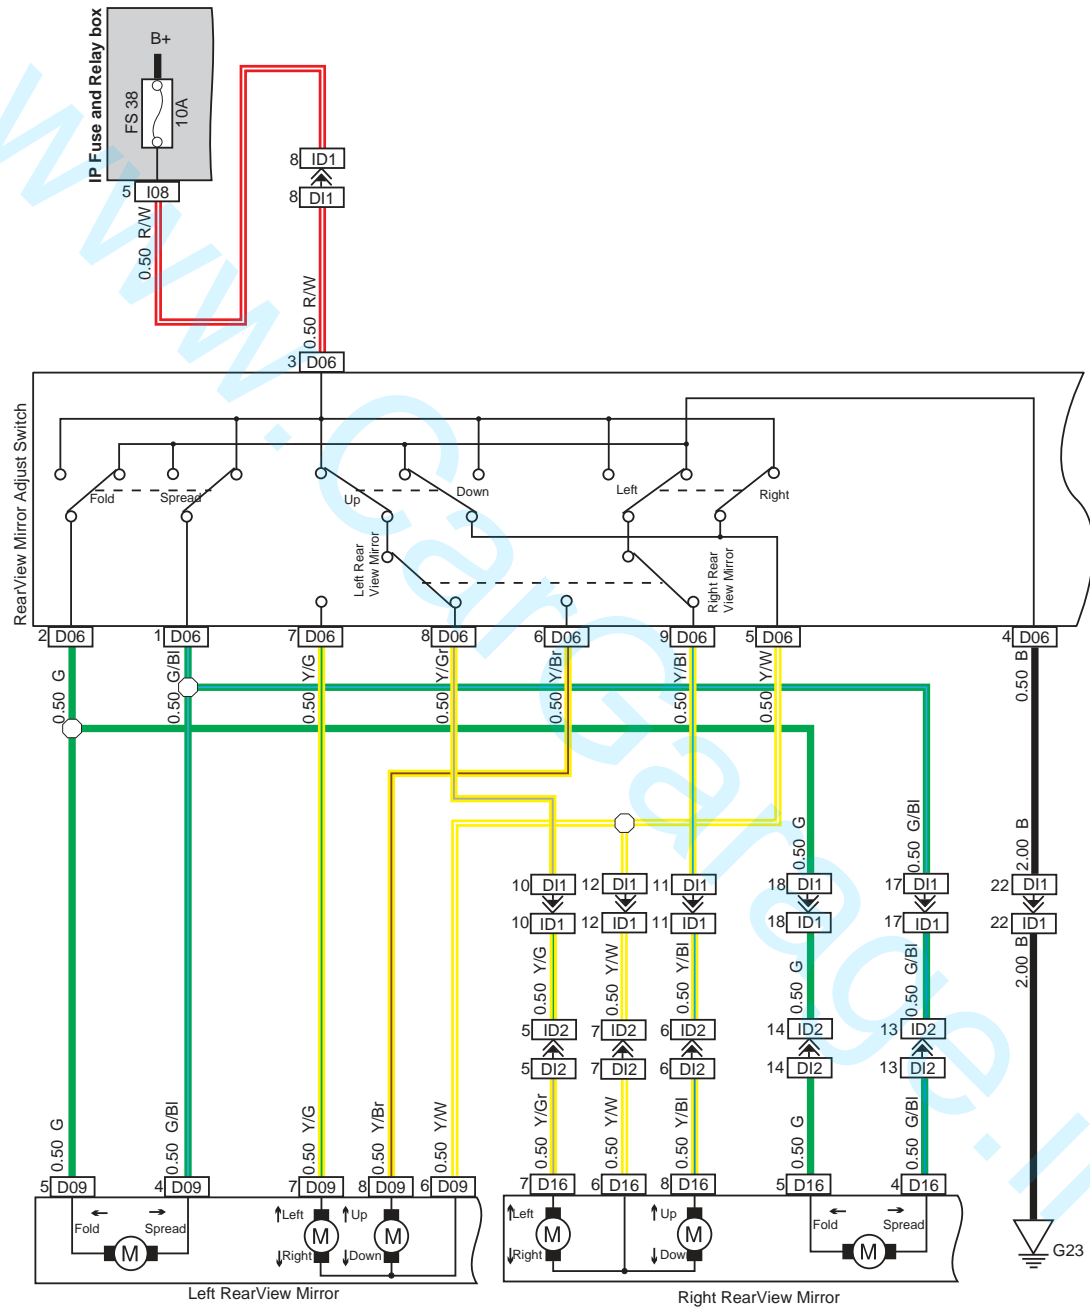 IP Fuse and Relay box
B+
FS 38
10A
5 I08
0.50 R/W
8 ID1
8 DI1
0.50 R/W
3 D06
RearView Mirror Adjust Switch
Fold
Spread
Up
Down
Left
Right
Left Rear
View Mirror
Right Rear
View Mirror
2 D06
1 D06
7 D06
8 D06
6 D06
9 D06
5 D06
4 D06
0.50 G
0.50 G/Bl
0.50 Y/G
0.50 Y/Gr
0.50 Y/Br
0.50 Y/Bl
0.50 Y/W
0.50 B
0.50 G
0.50 G/Bl
2.00 B
10 DI1
12 DI1
11 DI1
18 DI1
17 DI1
22 DI1
10 ID1
12 ID1
11 ID1
18 ID1
17 ID1
22 ID1
0.50 Y/G
0.50 Y/W
0.50 Y/Bl
0.50 G
0.50 G/Bl
2.00 B
5 ID2
7 ID2
6 ID2
14 ID2
13 ID2
5 DI2
7 DI2
6 DI2
14 DI2
13 DI2
0.50 G
0.50 G/Bl
0.50 Y/G
0.50 Y/Br
0.50 Y/W
0.50 Y/Gr
0.50 Y/W
0.50 Y/Bl
0.50 G
0.50 G/Bl
5 D09
4 D09
7 D09
8 D09
6 D09
7 D16
6 D16
8 D16
5 D16
4 D16
Fold
Spread
M
Left
M
Right
Up
M
Down
Left
M
Right
Up
M
Down
Fold
Spread
M
G23
Left RearView Mirror
Right RearView Mirror